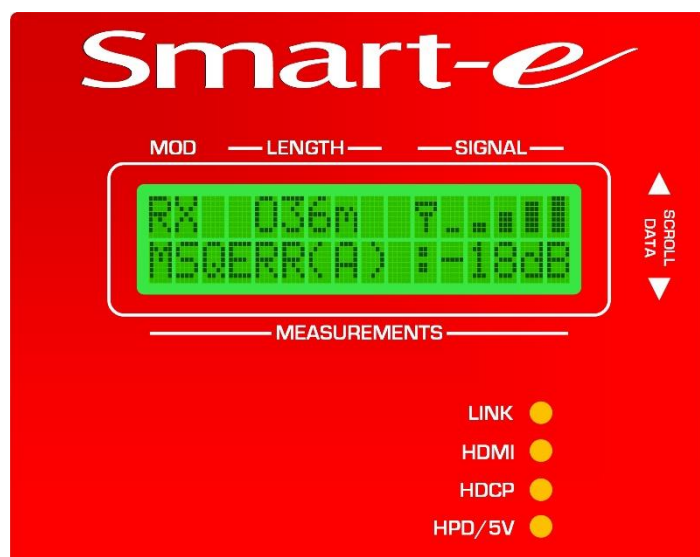 Smart-e
MOD LENGTH SIGNAL
RX 036m
MSQERR(A) :-18dB
SCROLL
DATA
MEASUREMENTS
LINK
HDMI
HDCP
HPD/5V